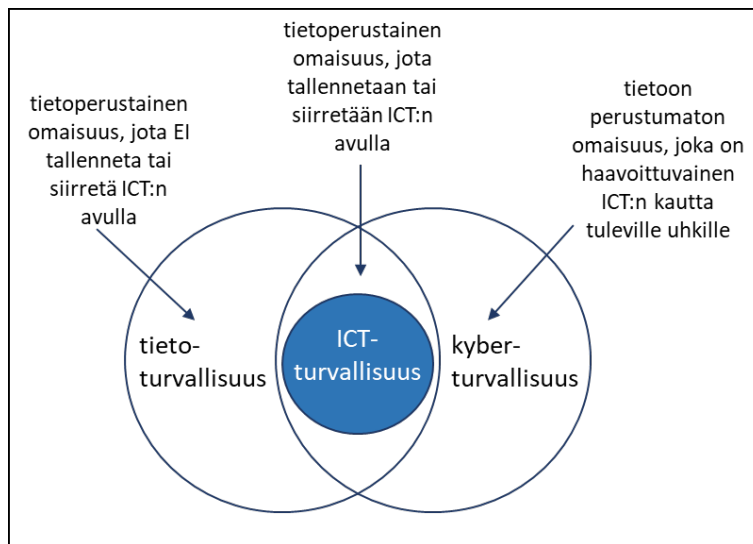 tietoperustainen
omaisuus, jota EI
tallenneta tai
siirretä ICT:n
avulla
tietoperustainen
omaisuus, jota
tallennetaan tai
siirretään ICT:n
avulla
tietoon
perustumaton
omaisuus, joka on
haavoittuvainen
ICT:n kautta
tuleville uhkille
tieto-
turvallisuus
ICT-
turvallisuus
kyber-
turvallisuus